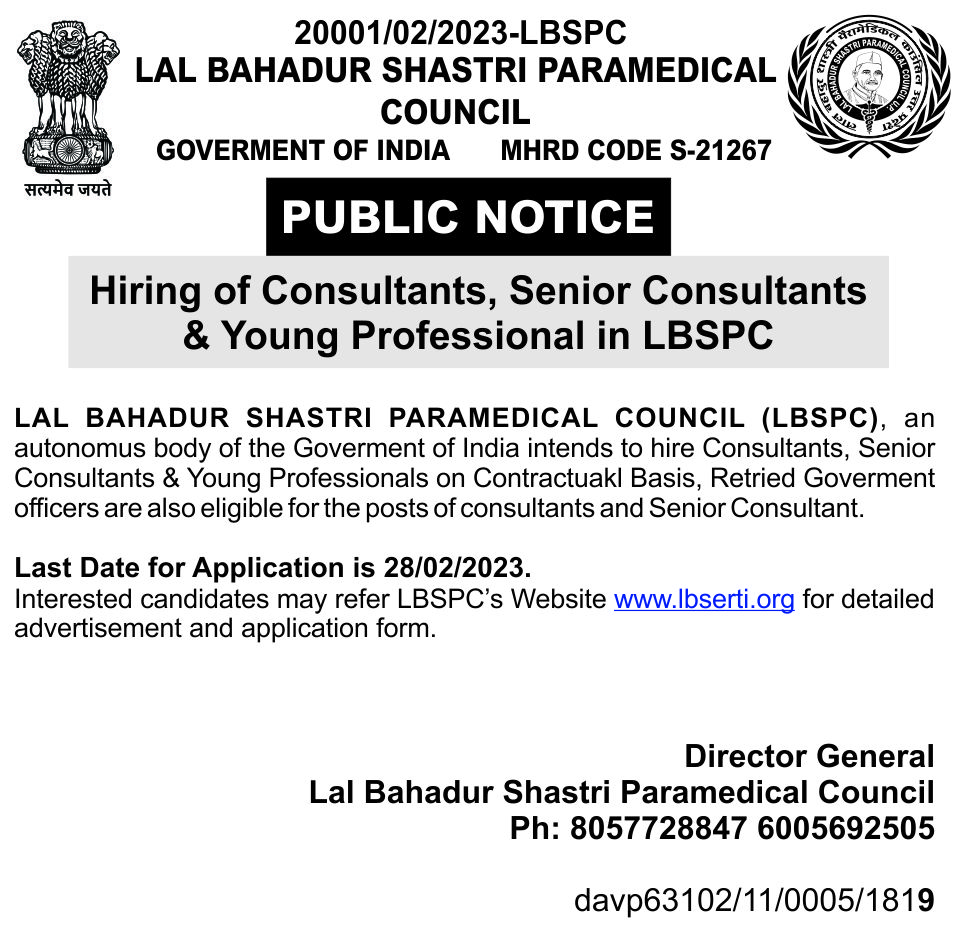 20001/02/2023-LBSPC
LAL BAHADUR SHASTRI PARAMEDICAL
COUNCIL
GOVERMENT OF INDIA MHRD CODE S-21267
सत्यमेव जयते
लाल बहादुर शास्त्री पैरामेडिकल काउंसिल उत्तर प्रदेश
LAL BAHADUR SHASTRI PARAMEDICAL COUNCIL U.P.
PUBLIC NOTICE
Hiring of Consultants, Senior Consultants
& Young Professional in LBSPC
LAL BAHADUR SHASTRI PARAMEDICAL COUNCIL (LBSPC), an
autonomus body of the Goverment of India intends to hire Consultants, Senior
Consultants & Young Professionals on Contractuakl Basis, Retried Goverment
officers are also eligible for the posts of consultants and Senior Consultant.
Last Date for Application is 28/02/2023.
Interested candidates may refer LBSPC's Website www.lbserti.org for detailed
advertisement and application form.
Director General
Lal Bahadur Shastri Paramedical Council
Ph: 8057728847 6005692505
davp63102/11/0005/1819